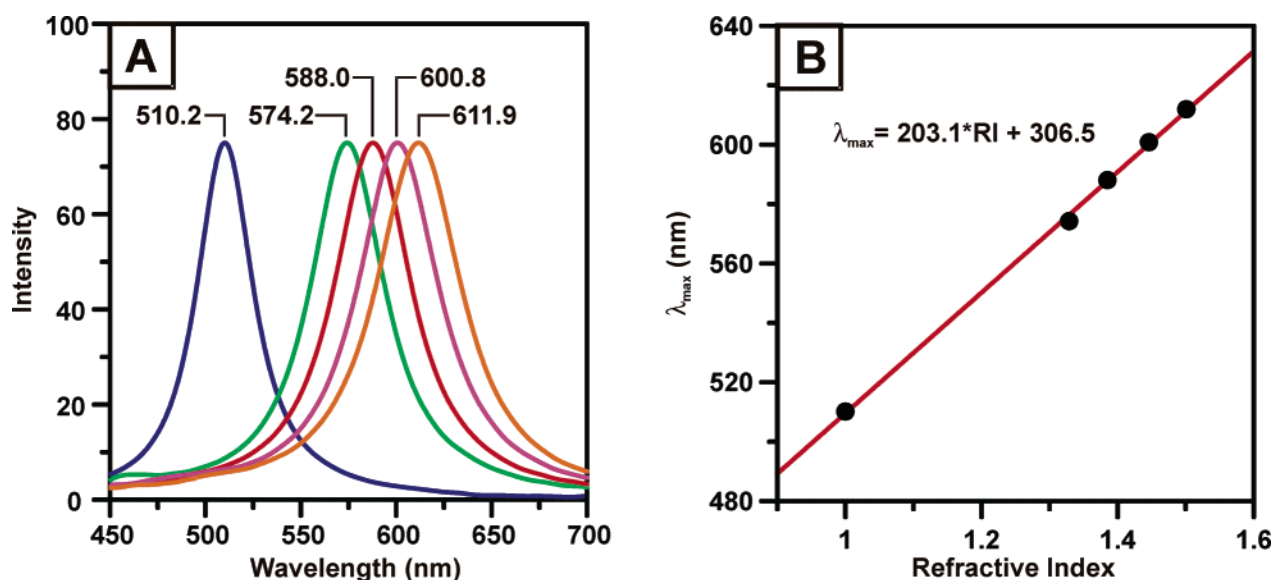 A
100
80
60
40
20
0
Intensity
588.0 600.8
510.2 574.2 611.9
450 500 550 600 650 700
Wavelength (nm)
B
640
600
560
520
480
λmax (nm)
λmax= 203.1*RI + 306.5
1 1.2 1.4 1.6
Refractive Index